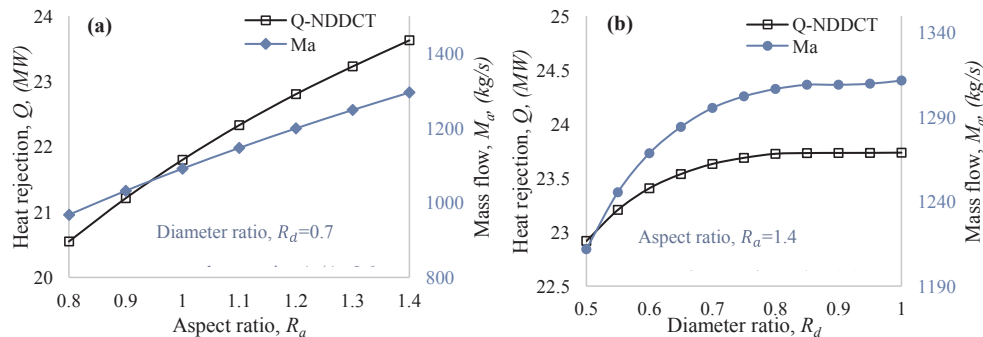 (a)
Q-NDDCT
Ma
Heat rejection, Q, (MW)
24
23
22
21
20
Mass flow, Ma, (kg/s)
1400
1200
1000
800
Diameter ratio, Rd=0.7
0.8 0.9 1 1.1 1.2 1.3 1.4
Aspect ratio, Ra
(b)
Q-NDDCT
Ma
Heat rejection, Q, (MW)
25
24.5
24
23.5
23
22.5
Mass flow, Ma, (kg/s)
1340
1290
1240
1190
Aspect ratio, Ra=1.4
0.5 0.6 0.7 0.8 0.9 1
Diameter ratio, Rd